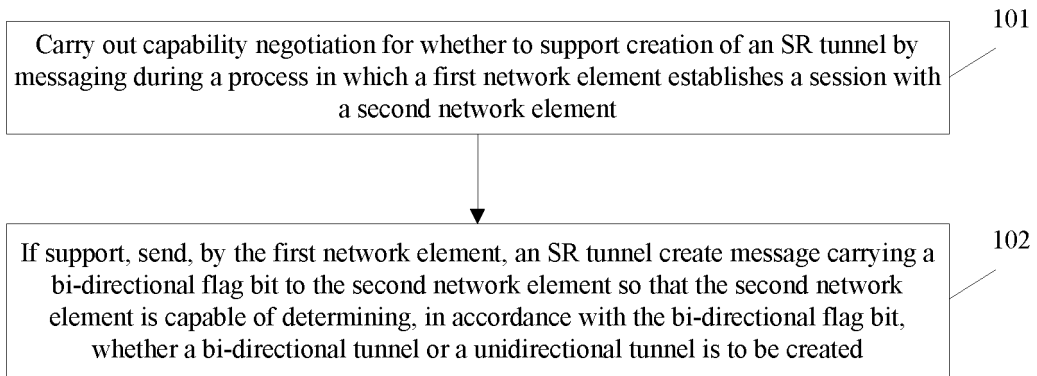 101
Carry out capability negotiation for whether to support creation of an SR tunnel by
messaging during a process in which a first network element establishes a session with
a second network element
102
If support, send, by the first network element, an SR tunnel create message carrying a
bi-directional flag bit to the second network element so that the second network
element is capable of determining, in accordance with the bi-directional flag bit,
whether a bi-directional tunnel or a unidirectional tunnel is to be created